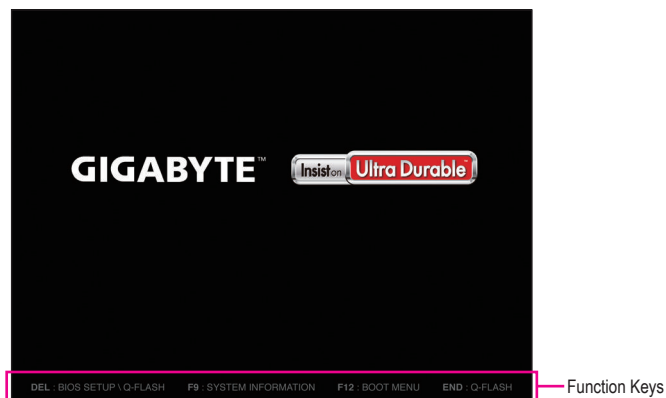 GIGABYTE™ Insist on Ultra Durable™
DEL : BIOS SETUP \ Q-FLASH F9 : SYSTEM INFORMATION F12 : BOOT MENU END : Q-FLASH
Function Keys